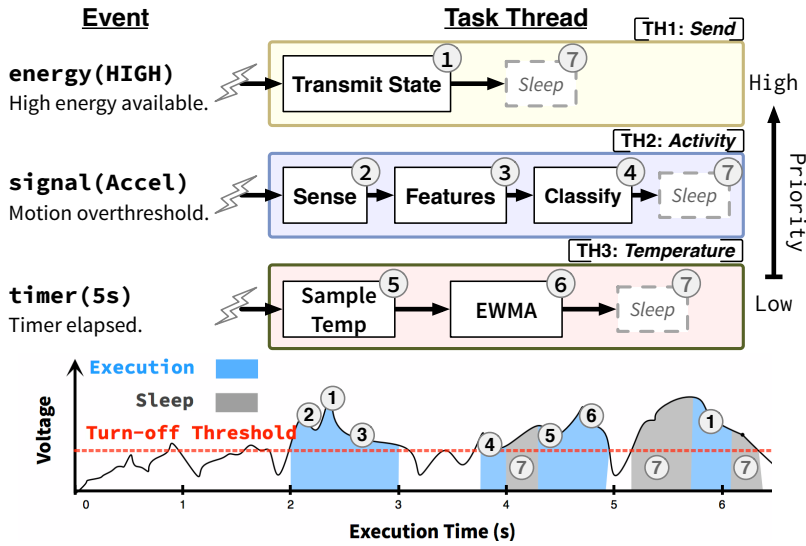 Event
Task Thread
TH1: Send
energy(HIGH)
High energy available.
Transmit State
1
Sleep
7
High
TH2: Activity
signal(Accel)
Motion overthreshold.
Sense
2
Features
3
Classify
4
Sleep
7
Priority
TH3: Temperature
timer(5s)
Timer elapsed.
Sample
Temp
5
EWMA
6
Sleep
7
Low
Execution
Sleep
Turn-off Threshold
Voltage
2
1
3
4
7
5
6
7
1
7
0
1
2
3
4
5
6
Execution Time (s)